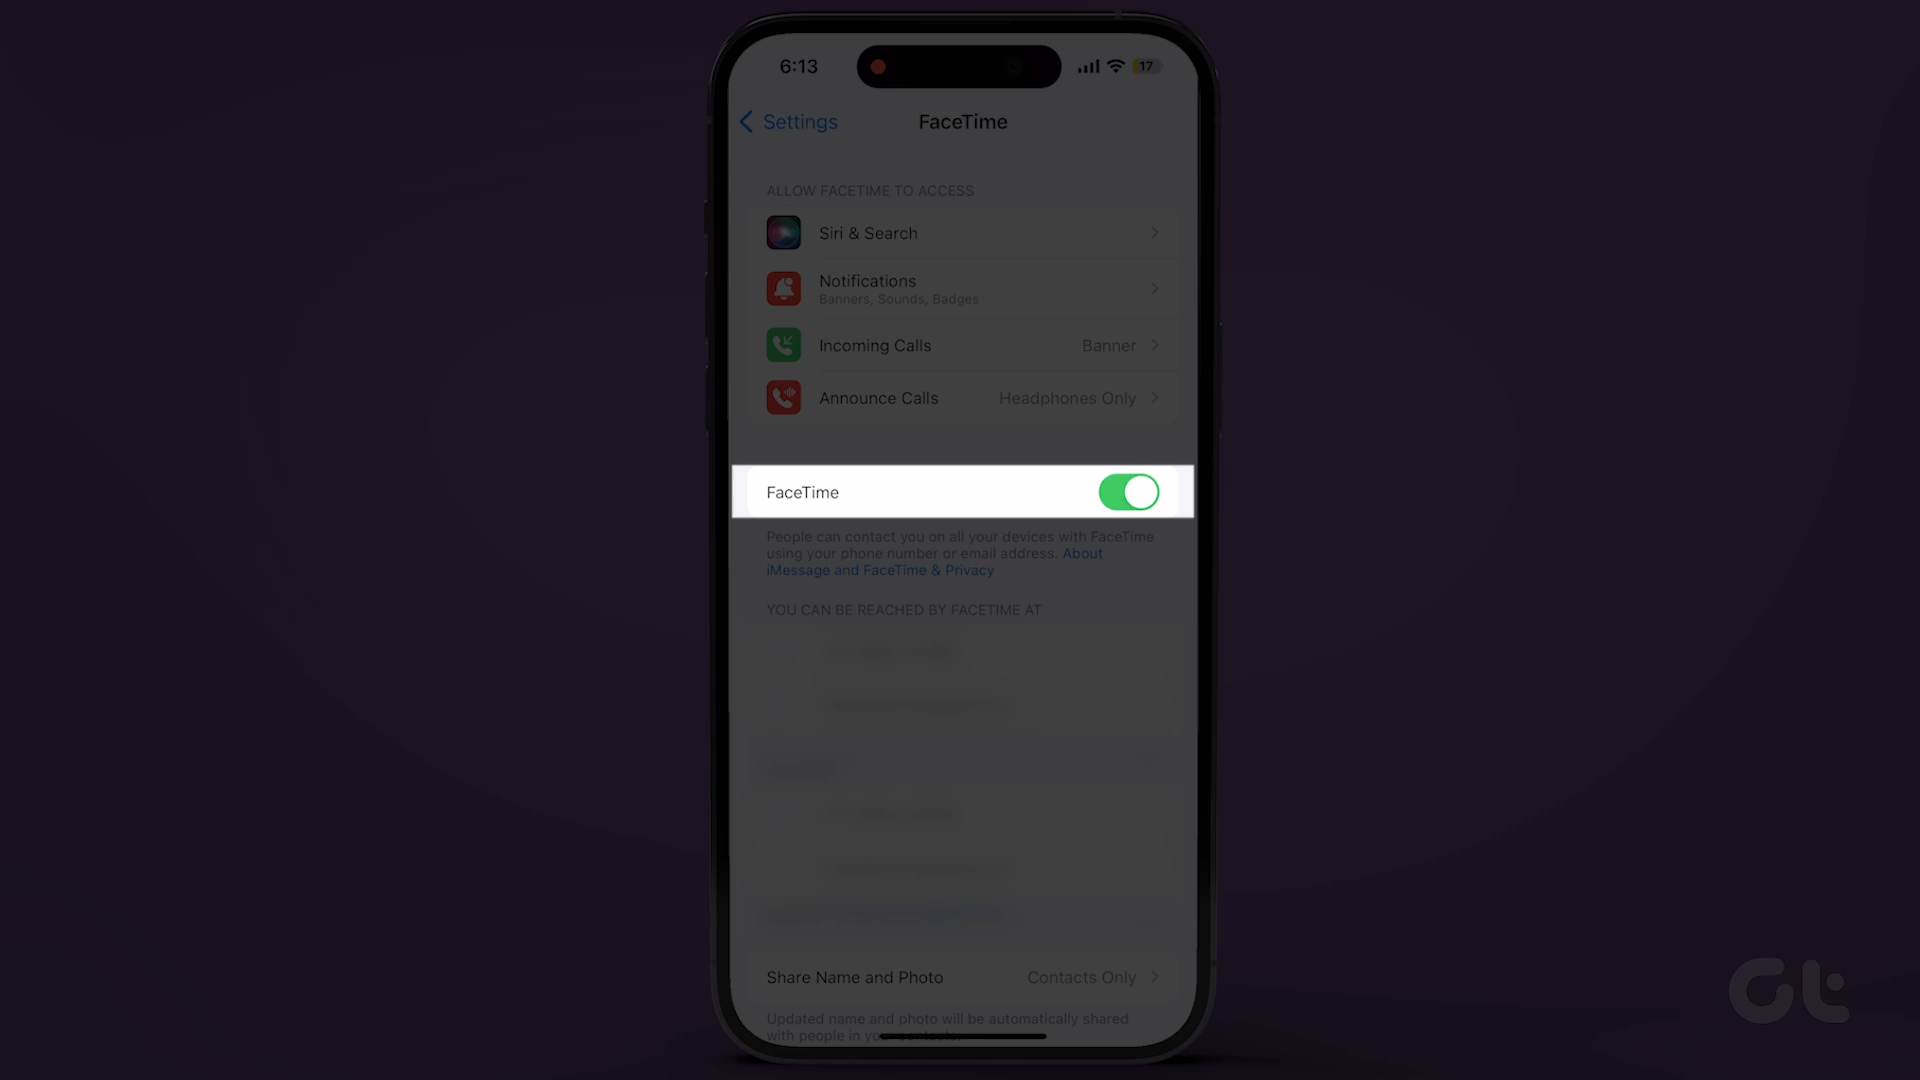 6:13
17
Settings
FaceTime
ALLOW FACETIME TO ACCESS
Siri & Search
Notifications
Banners, Sounds, Badges
Incoming Calls
Banner
Announce Calls
Headphones Only
FaceTime
People can contact you on all your devices with FaceTime
using your phone number or email address. About
iMessage and FaceTime & Privacy
YOU CAN BE REACHED BY FACETIME AT
Share Name and Photo
Contacts Only
Updated name and photo will be automatically shared
with people in your contacts.
Gt